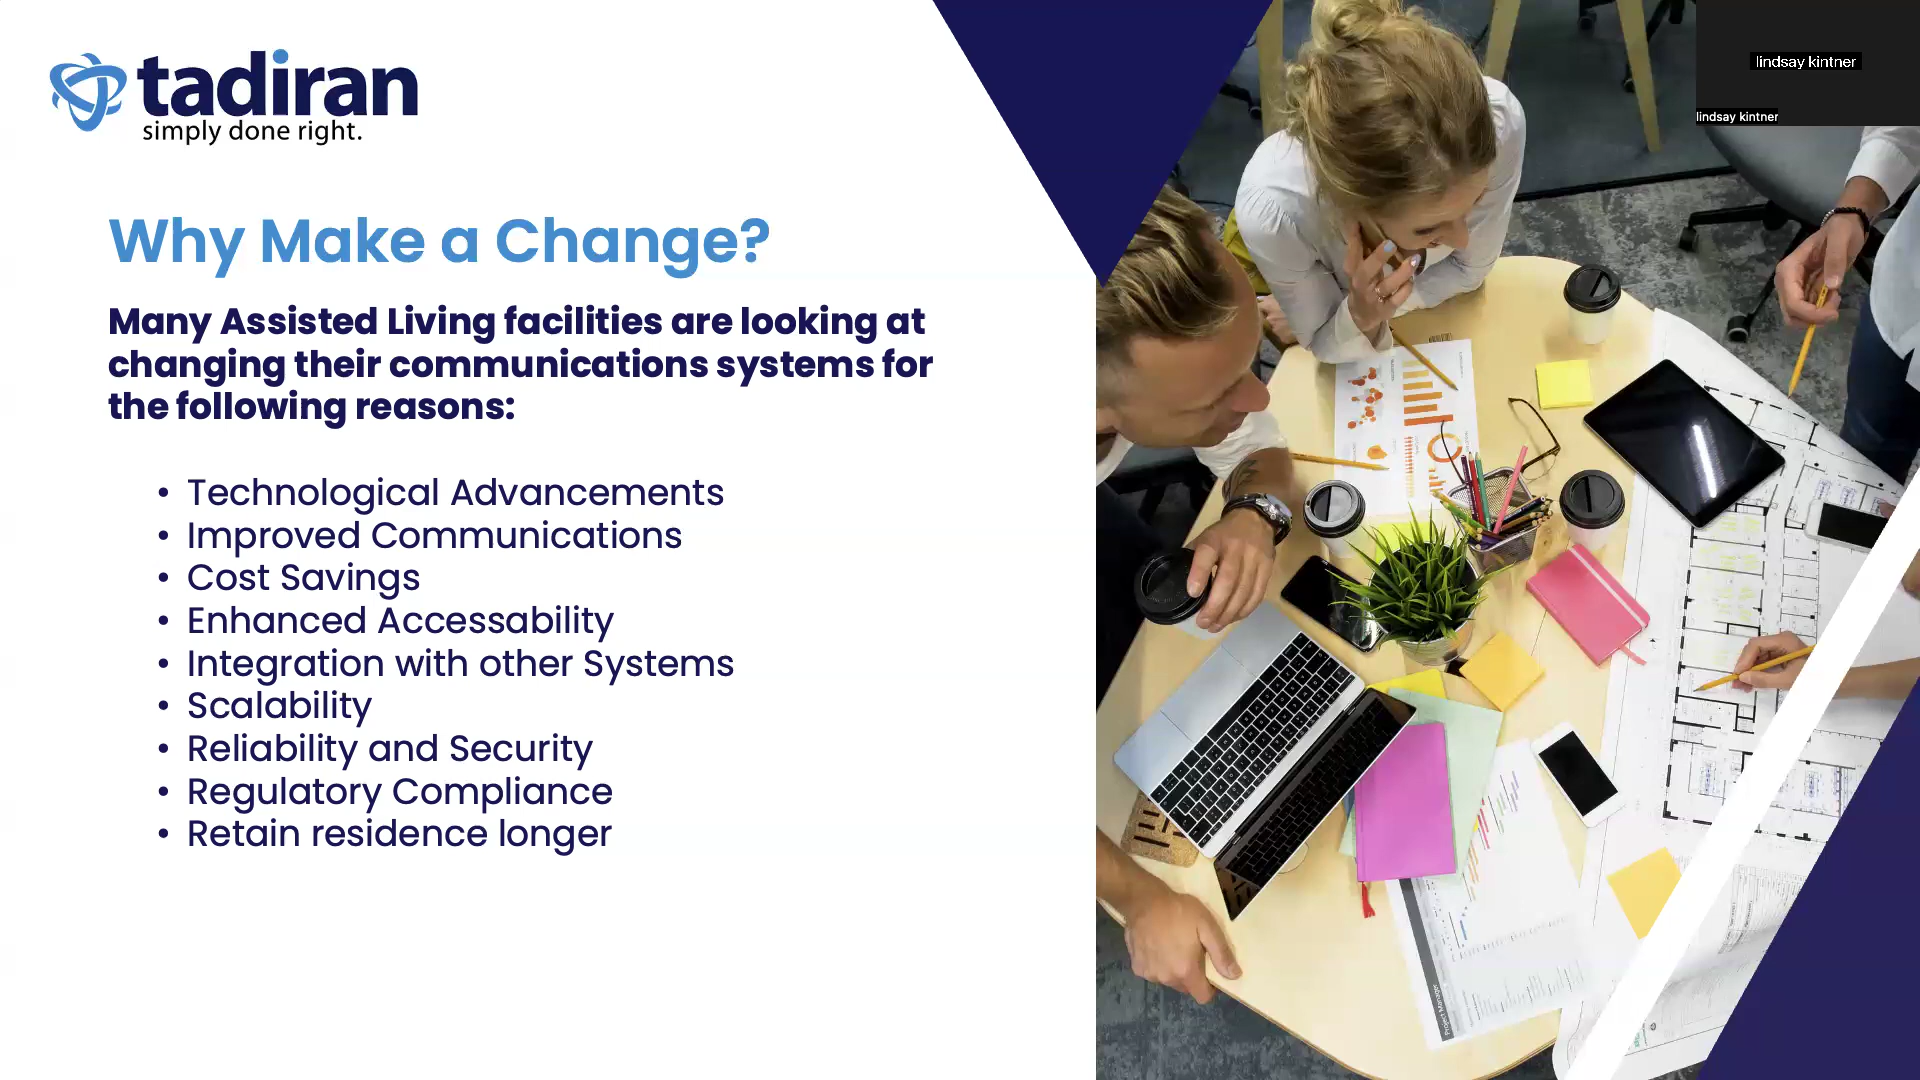 tadiran
simply done right.
lindsay kintner
lindsay kintner
Why Make a Change?
Many Assisted Living facilities are looking at
changing their communications systems for
the following reasons:
• Technological Advancements
• Improved Communications
• Cost Savings
• Enhanced Accessability
• Integration with other Systems
• Scalability
• Reliability and Security
• Regulatory Compliance
• Retain residence longer
Project Manager